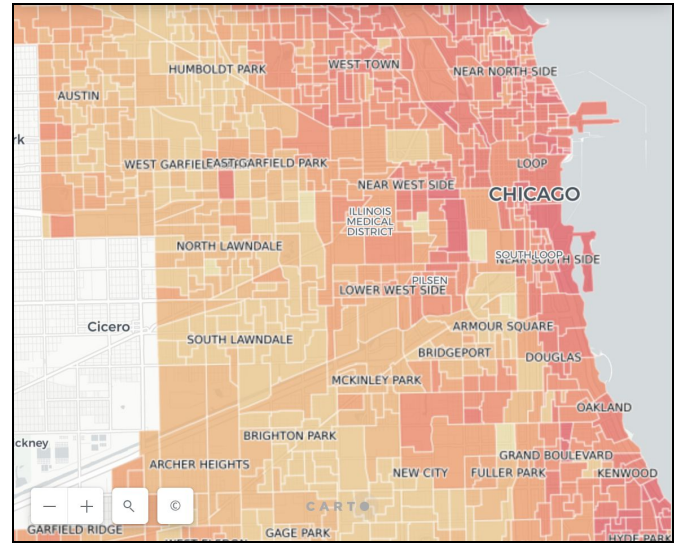 HUMBOLDT PARK
WEST TOWN
NEAR NORTH SIDE
AUSTIN
rk
WEST GARFIEL
EAST GARFIELD PARK
LOOP
NEAR WEST SIDE
CHICAGO
ILLINOIS
MEDICAL
DISTRICT
NORTH LAWNDALE
SOUTH LOOP
NEAR SOUTH SIDE
PILSEN
LOWER WEST SIDE
Cicero
ARMOUR SQUARE
SOUTH LAWNDALE
BRIDGEPORT
DOUGLAS
MCKINLEY PARK
OAKLAND
BRIGHTON PARK
ckney
GRAND BOULEVARD
ARCHER HEIGHTS
NEW CITY
FULLER PARK
KENWOOD
©
CARTO
GARFIELD RIDGE
GAGE PARK
HYDE PARK